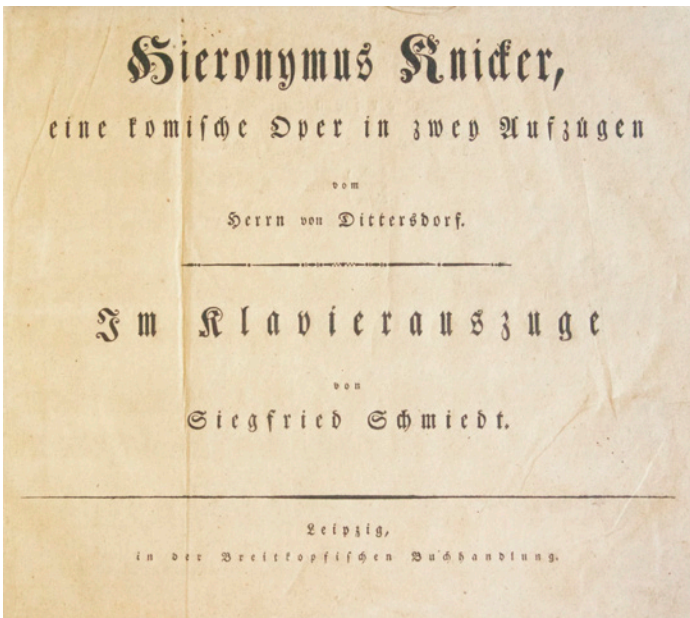 Hieronymus Knicker,
eine komische Oper in zwey Aufzügen
vom
Herrn von Dittersdorf.
Im Klavierauszuge
von
Siegfried Schmiedt.
Leipzig,
in der Breitkopfischen Buchhandlung.